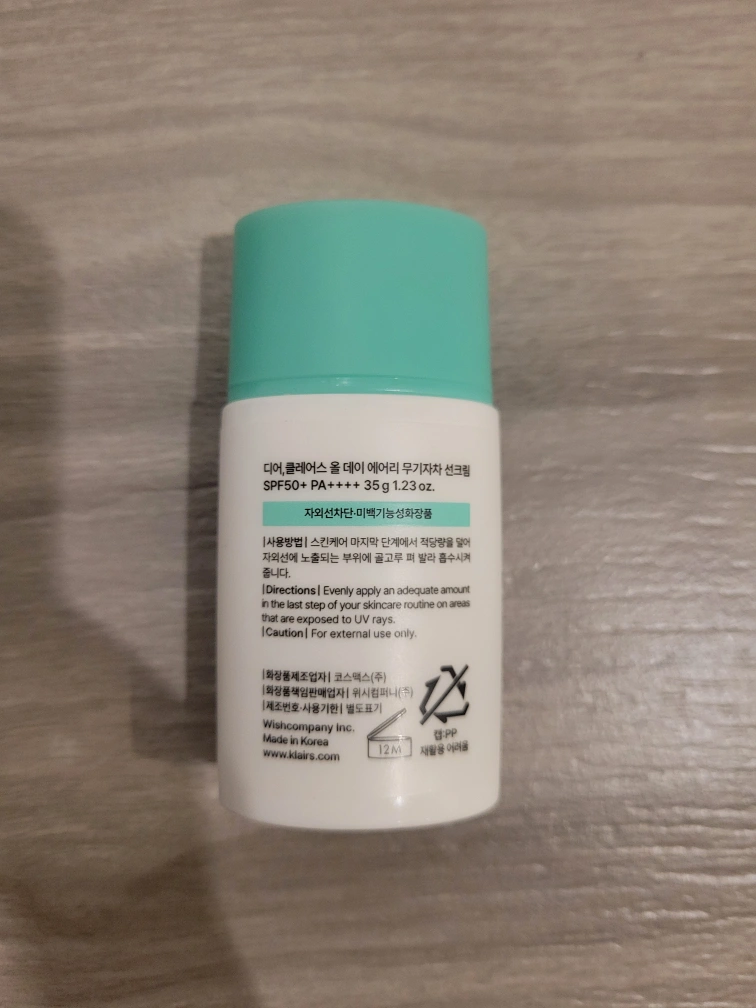 디어,클레어스 올 데이 에어리 무기자차 선크림
SPF50+ PA++++ 35 g 1.23 oz.
자외선차단·미백기능성화장품
|사용방법| 스킨케어 마지막 단계에서 적당량을 덜어
자외선에 노출되는 부위에 골고루 펴 발라 흡수시켜
줍니다.
|Directions| Evenly apply an adequate amount
in the last step of your skincare routine on areas
that are exposed to UV rays.
|Caution| For external use only.
|화장품제조업자| 코스맥스(주)
|화장품책임판매업자| 위시컴퍼니(주)
|제조번호·사용기한| 별도표기
Wishcompany Inc.
Made in Korea
www.klairs.com
12M
캡:PP
재활용 어려움